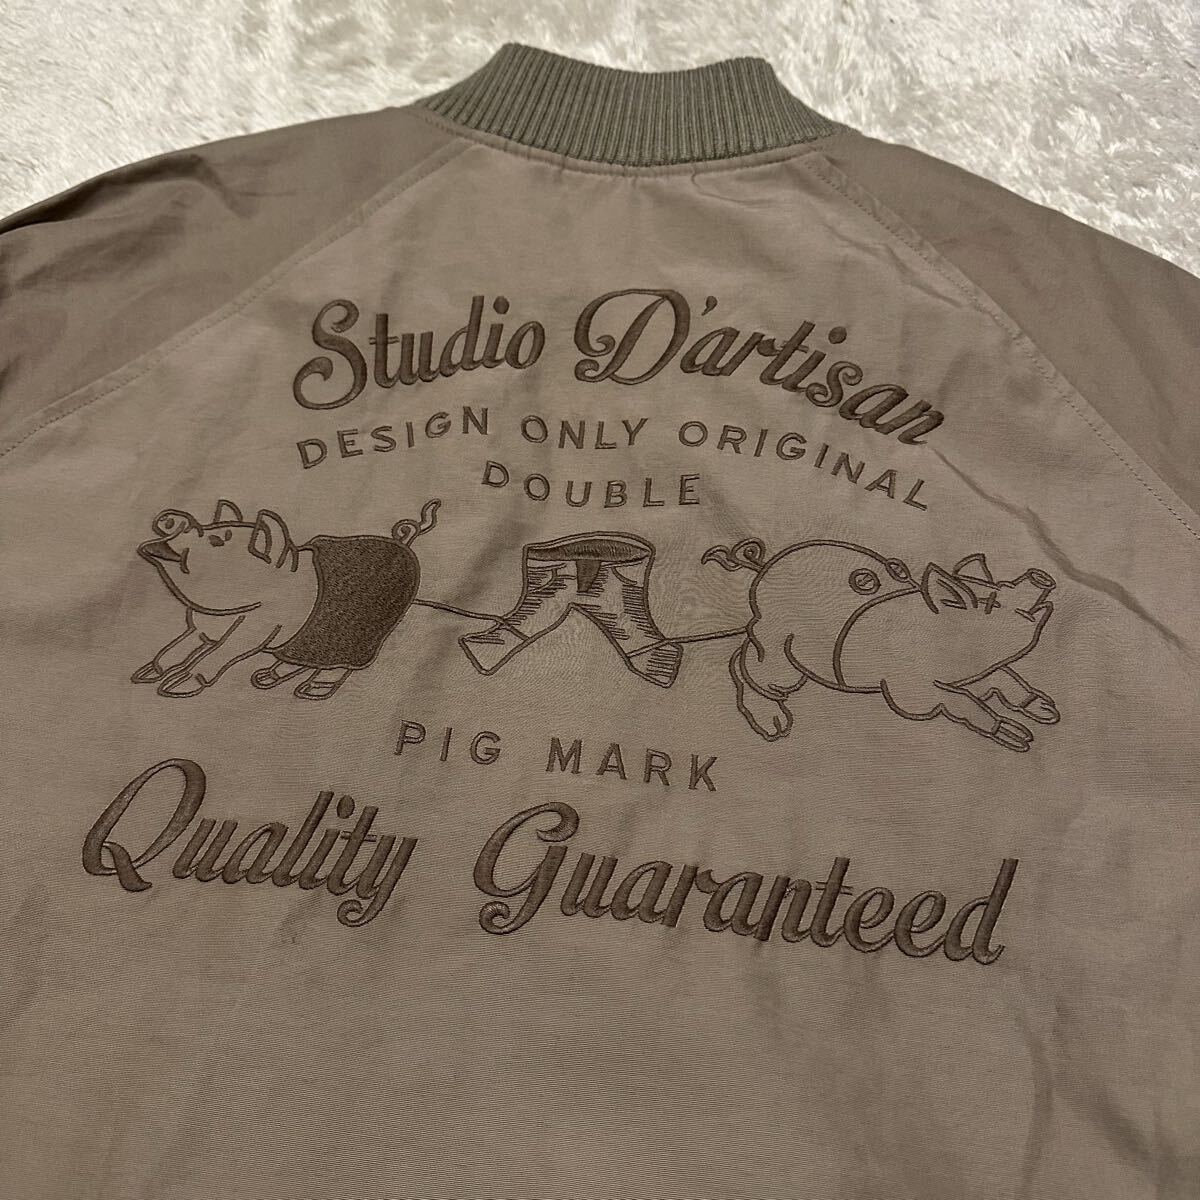 Studio D'artisan
DESIGN ONLY ORIGINAL
DOUBLE
PIG MARK
Quality Guaranteed